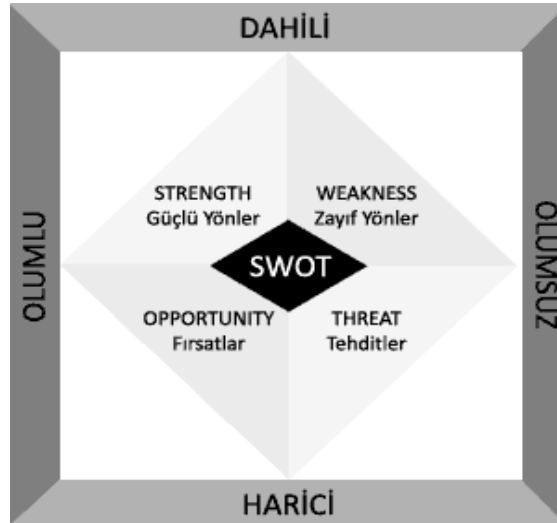 DAHİLİ
STRENGTH
Güçlü Yönler
WEAKNESS
Zayıf Yönler
OLUMLU
SWOT
OLUMSUZ
OPPORTUNITY
Fırsatlar
THREAT
Tehditler
HARİCİ